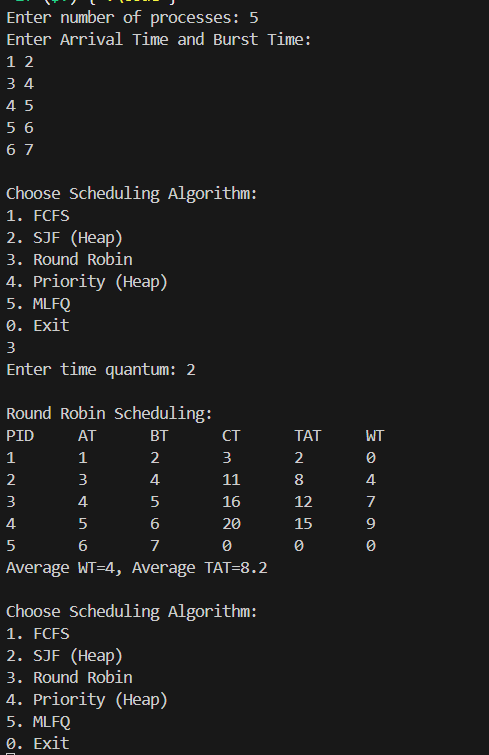 Enter number of processes: 5
Enter Arrival Time and Burst Time:
1 2
3 4
4 5
5 6
6 7
Choose Scheduling Algorithm:
1. FCFS
2. SJF (Heap)
3. Round Robin
4. Priority (Heap)
5. MLFQ
0. Exit
3
Enter time quantum: 2
Round Robin Scheduling:
PID AT BT CT TAT WT
1 1 2 3 2 0
2 3 4 11 8 4
3 4 5 16 12 7
4 5 6 20 15 9
5 6 7 0 0 0
Average WT=4, Average TAT=8.2
Choose Scheduling Algorithm:
1. FCFS
2. SJF (Heap)
3. Round Robin
4. Priority (Heap)
5. MLFQ
0. Exit